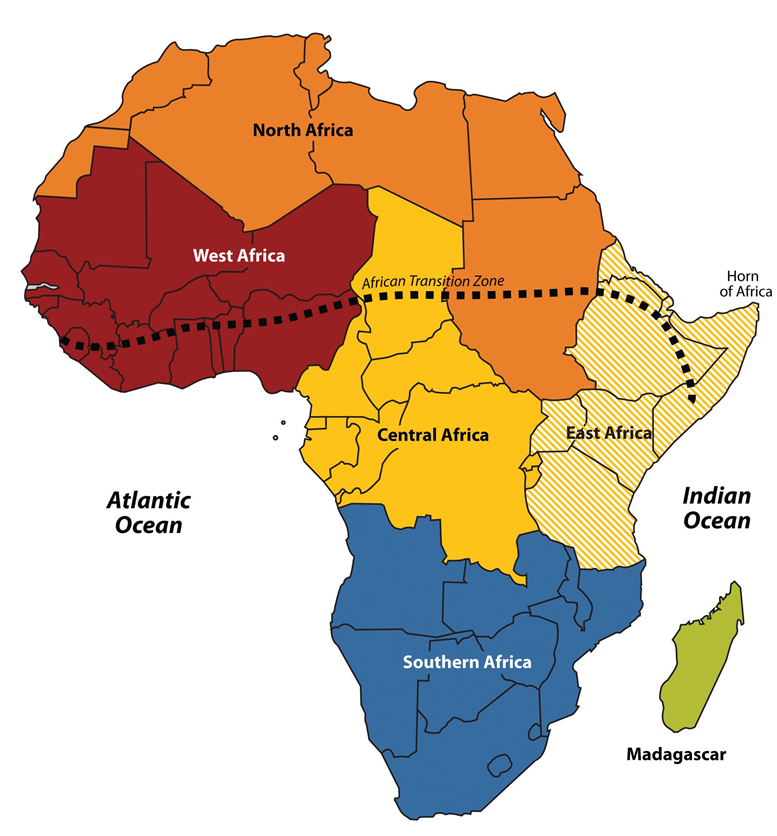 North Africa
West Africa
African Transition Zone
Horn
of Africa
Central Africa
East Africa
Atlantic
Ocean
Indian
Ocean
Southern Africa
Madagascar